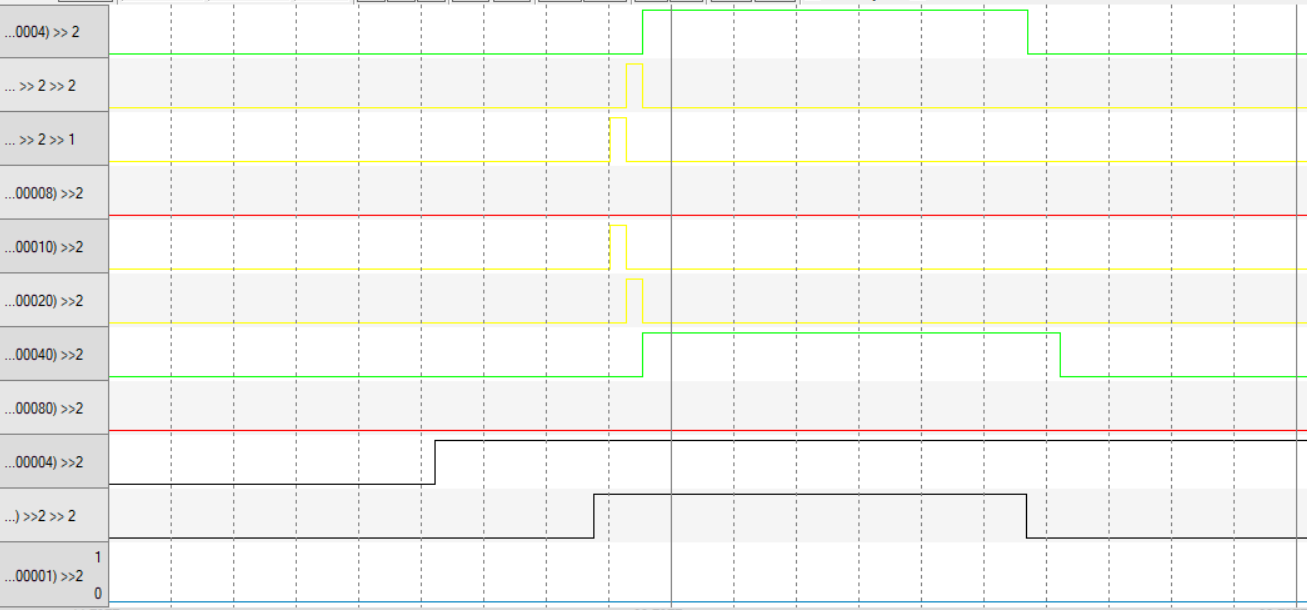 ...0004) >> 2
... >> 2 >> 2
... >> 2 >> 1
...00008) >>2
...00010) >>2
...00020) >>2
...00040) >>2
...00080) >>2
...00004) >>2
...) >>2 >> 2
1
...00001) >>2
0